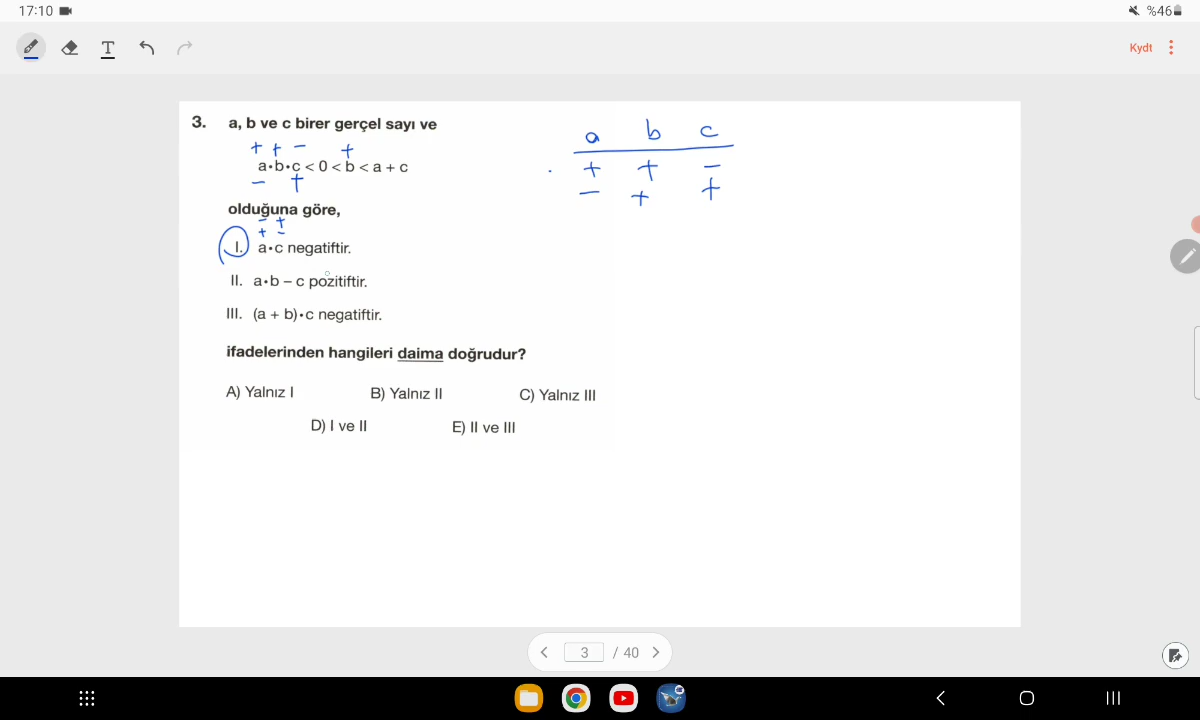 17:10
%46
T
Kydt
3. a, b ve c birer gerçel sayı ve
+ + − +
a•b•c < 0 < b < a + c
− +
olduğuna göre,
− +
+ −
I. a•c negatiftir.
II. a•b – c pozitiftir.
III. (a + b)•c negatiftir.
ifadelerinden hangileri daima doğrudur?
A) Yalnız I B) Yalnız II C) Yalnız III
D) I ve II E) II ve III
a b c
+ + −
− + +
3 / 40